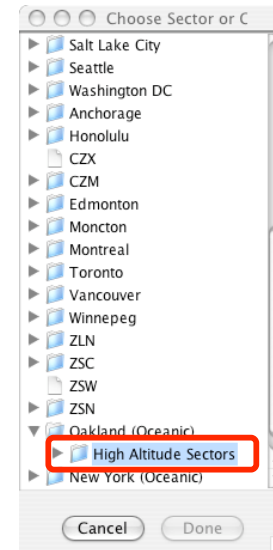 Choose Sector or C
Salt Lake City
Seattle
Washington DC
Anchorage
Honolulu
CZX
CZM
Edmonton
Moncton
Montreal
Toronto
Vancouver
Winnepeg
ZLN
ZSC
ZSW
ZSN
Oakland (Oceanic)
High Altitude Sectors
New York (Oceanic)
Cancel Done